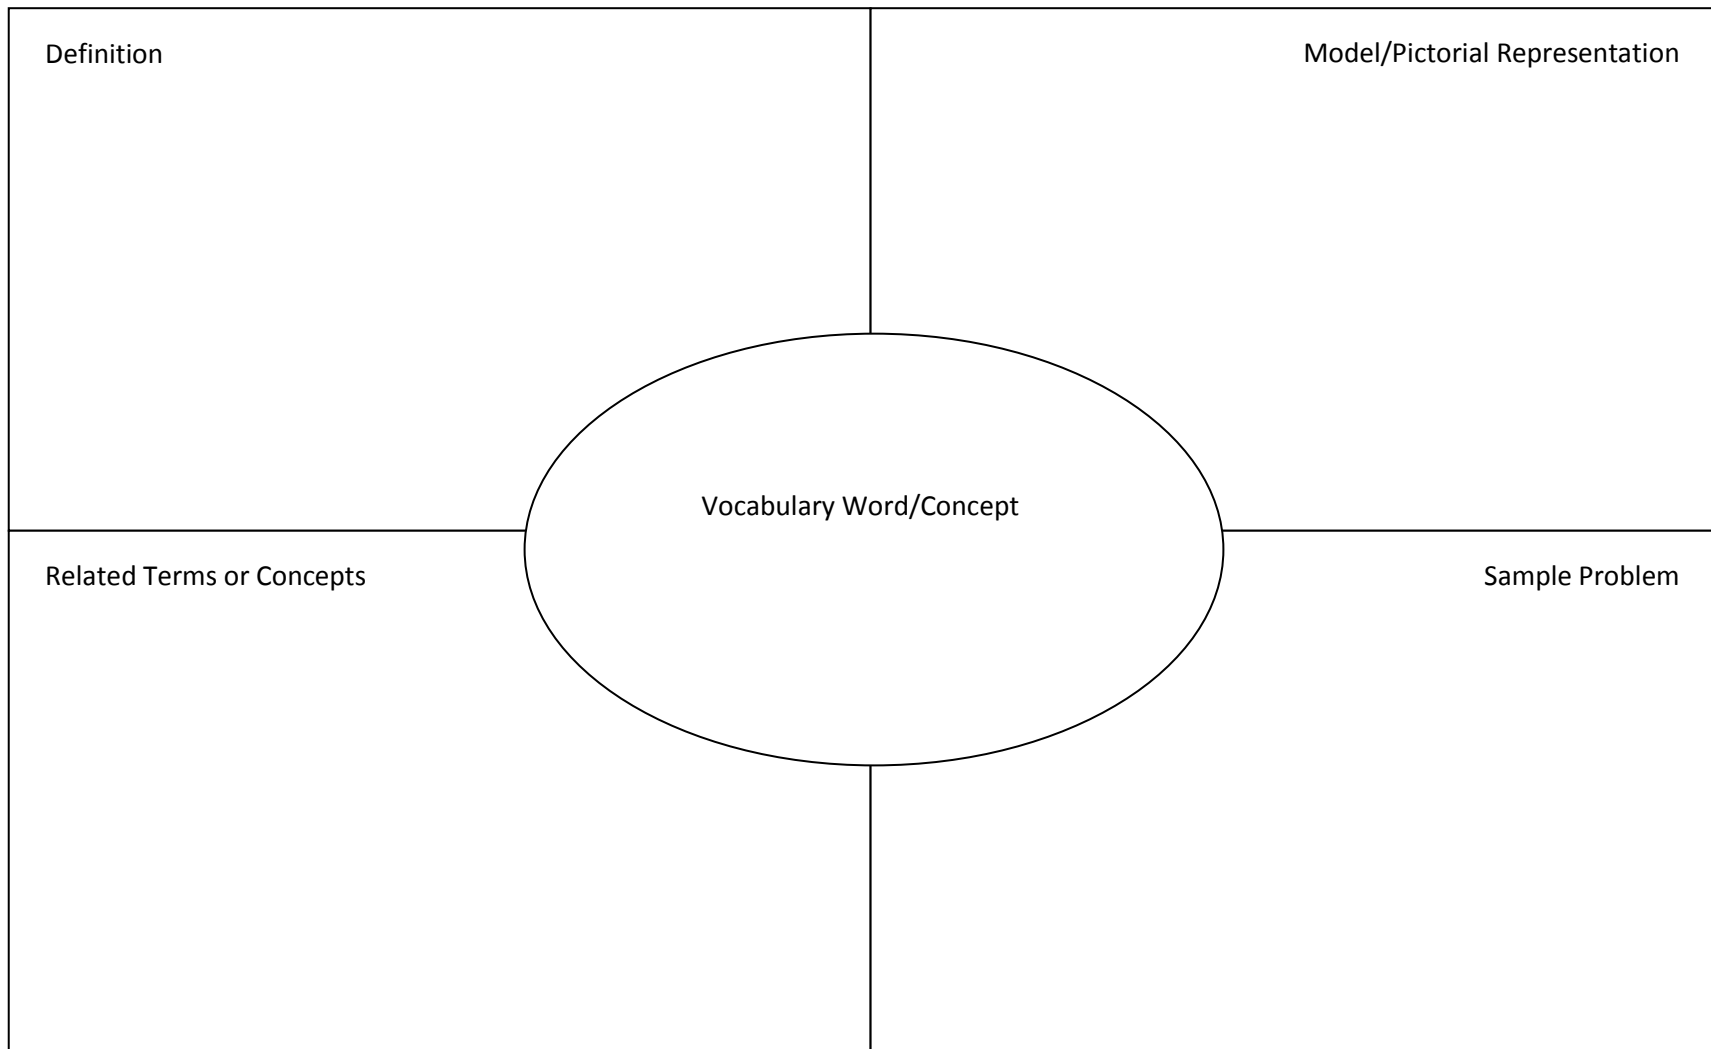 Definition
Model/Pictorial Representation
Vocabulary Word/Concept
Related Terms or Concepts
Sample Problem